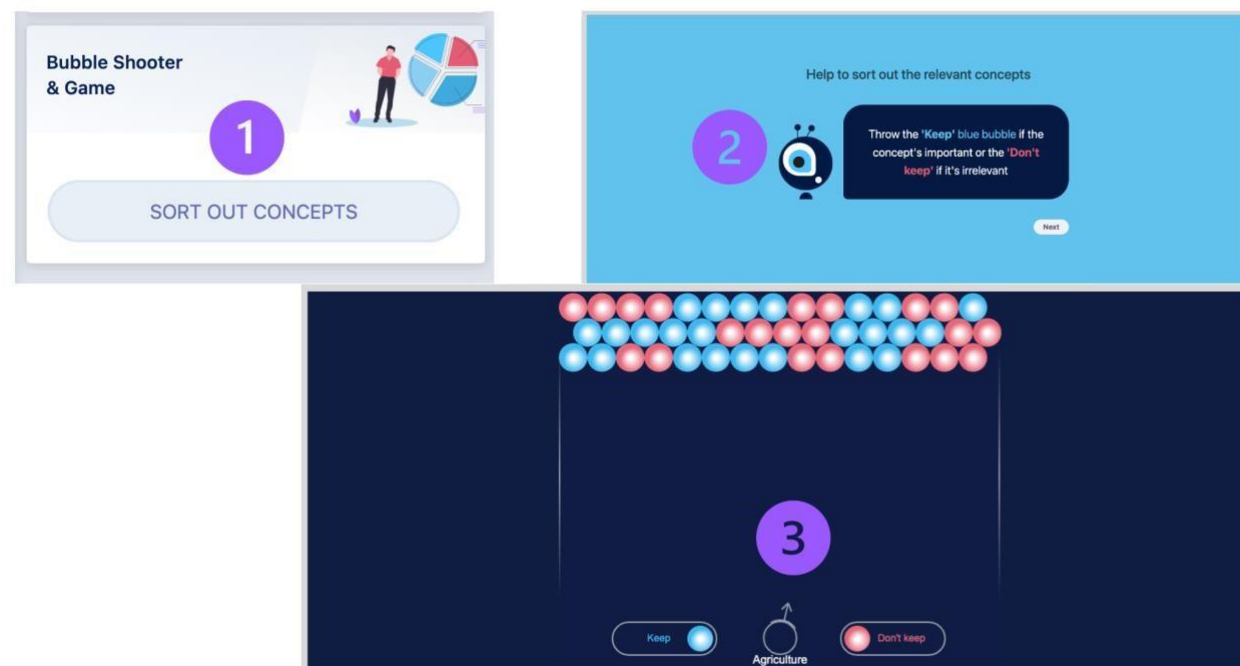 Bubble Shooter
& Game
1
SORT OUT CONCEPTS
Help to sort out the relevant concepts
2
Throw the 'Keep' blue bubble if the
concept's important or the 'Don't
keep' if it's irrelevant
Next
3
Keep
Don't keep
Agriculture